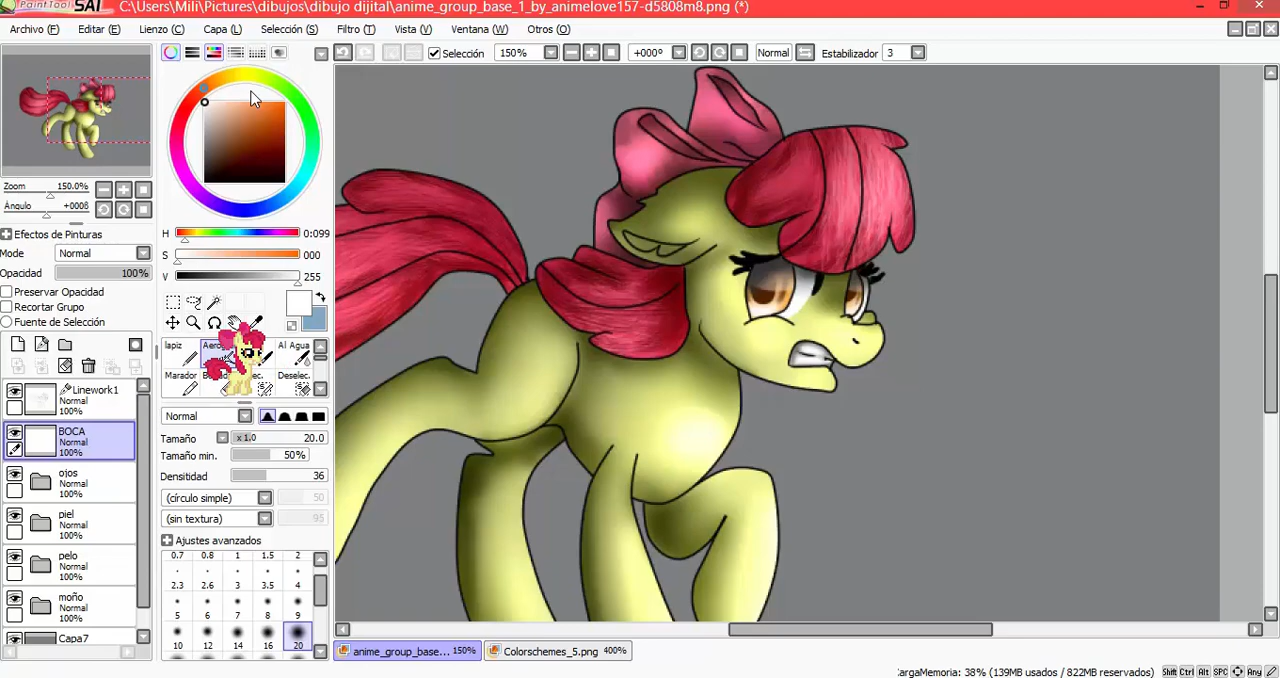 PaintTool SAI C:\Users\Mili\Pictures\dibujos\dibujo dijital\anime_group_base_1_by_animelove157-d5808m8.png (*)
Archivo (F) Editar (E) Lienzo (C) Capa (L) Selección (S) Filtro (T) Vista (V) Ventana (W) Otros (O)
Selección 150% +000º Normal Estabilizador 3
Zoom 150.0%
Ángulo
Efectos de Pinturas
Modo Normal
Opacidad 100%
Preservar Opacidad
Recortar Grupo
Fuente de Selección
Linework1
Normal
100%
BOCA
Normal
100%
ojos
Normal
100%
piel
Normal
100%
pelo
Normal
100%
moño
Normal
100%
Capa7
H 0:099
S 000
V 255
lapiz Al Agua
Marador Deselec.
Normal
Tamaño x 1.0 20.0
Tamaño min. 50%
Densitidad 36
(círculo simple) 50
(sin textura) 95
Ajustes avanzados
0.7 0.8 1 1.5 2
2.3 2.6 3 3.5 4
5 6 7 8 9
10 12 14 16 20
anime_group_base... 150% Colorschemes_5.png 400%
CargaMemoria: 38% (139MB usados / 822MB reservados) Shift Ctrl Alt SPC Any